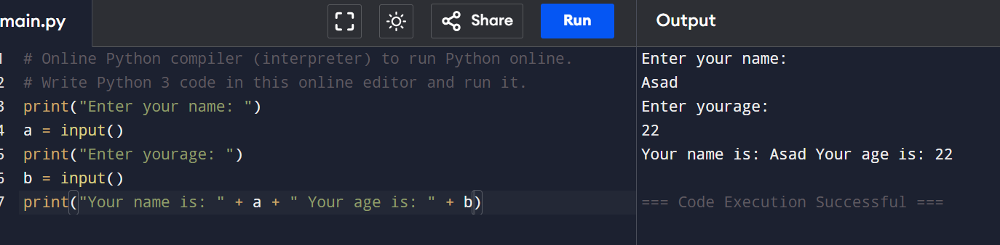 main.py
Share
Run
Output
# Online Python compiler (interpreter) to run Python online.
# Write Python 3 code in this online editor and run it.
3 print("Enter your name: ")
4 a = input()
5 print("Enter yourage: ")
6 b = input()
7 print("Your name is: " + a + " Your age is: " + b)
Enter your name:
Asad
Enter yourage:
22
Your name is: Asad Your age is: 22
=== Code Execution Successful ===